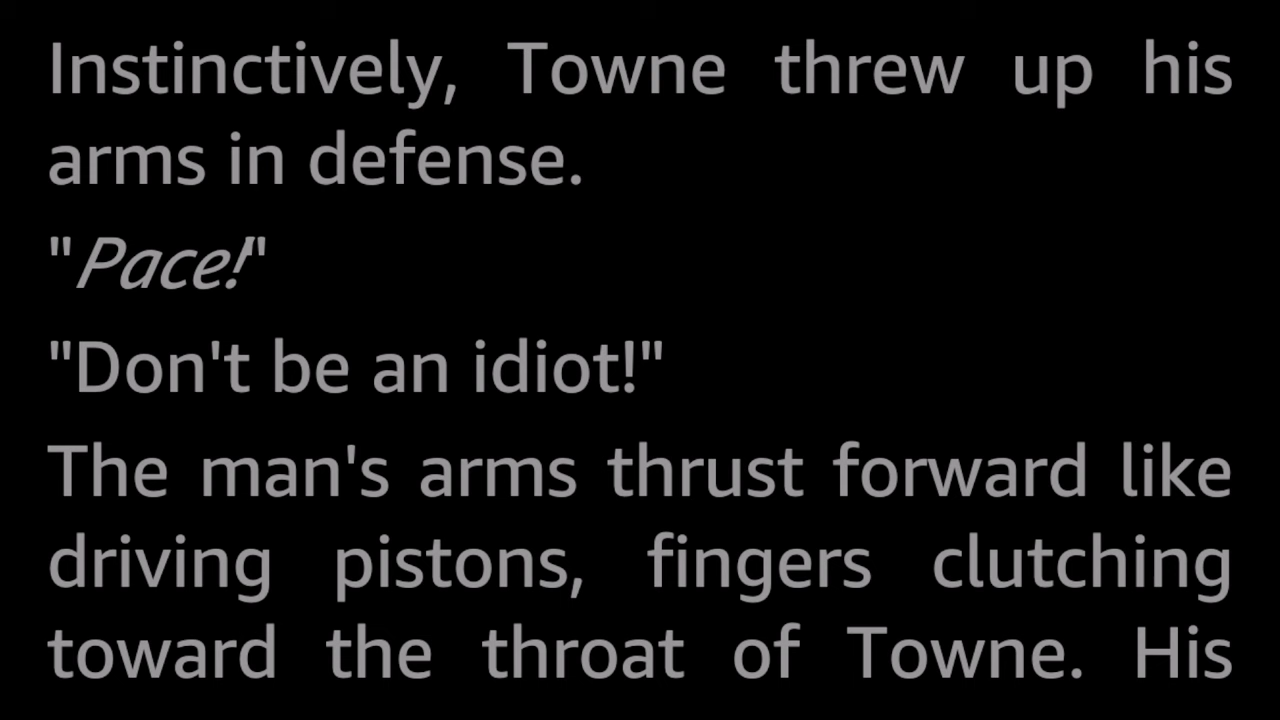 Instinctively, Towne threw up his
arms in defense.
"Pace!"
"Don't be an idiot!"
The man's arms thrust forward like
driving pistons, fingers clutching
toward the throat of Towne. His